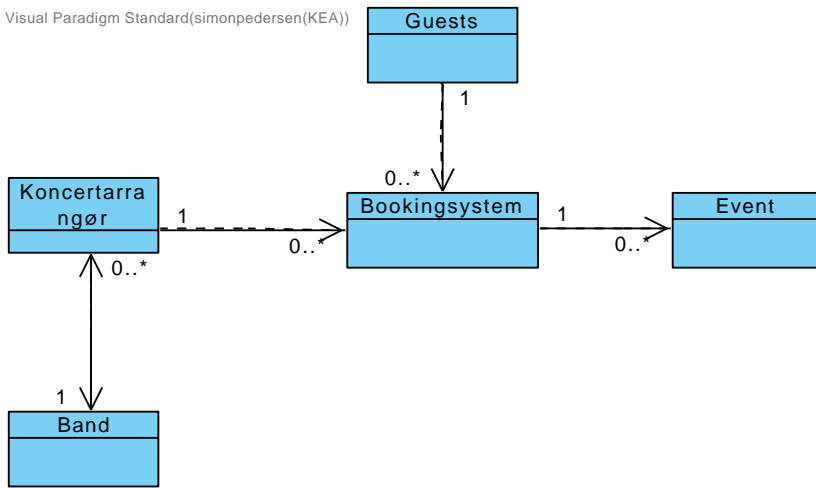 Visual Paradigm Standard(simonpedersen(KEA))
Guests
1
0..*
Koncertarra
ngør
1
0..*
Bookingsystem
1
0..*
Event
0..*
1
Band